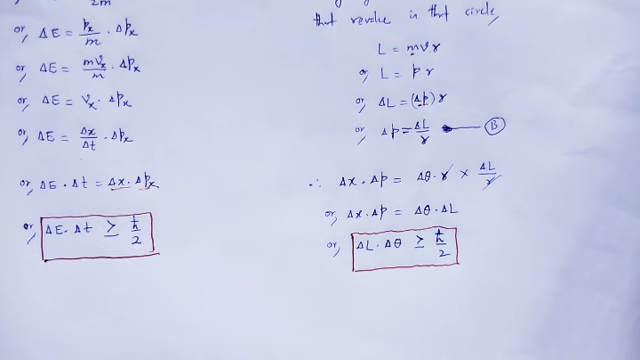 2m
or, ΔE = pₓ/m · Δpₓ
or, ΔE = mvₓ/m · Δpₓ
or, ΔE = vₓ · Δpₓ
or, ΔE = Δx/Δt · Δpₓ
or, ΔE · Δt = Δx · Δpₓ
or, ΔE · Δt ≥ ħ/2
that revolve in that circle,
L = mvr
or, L = pr
or, ΔL = (Δp)r
or, Δp = ΔL/r — B
∴ Δx · Δp = Δθ · r × ΔL/r
or, Δx · Δp = Δθ · ΔL
or, ΔL · Δθ ≥ ħ/2